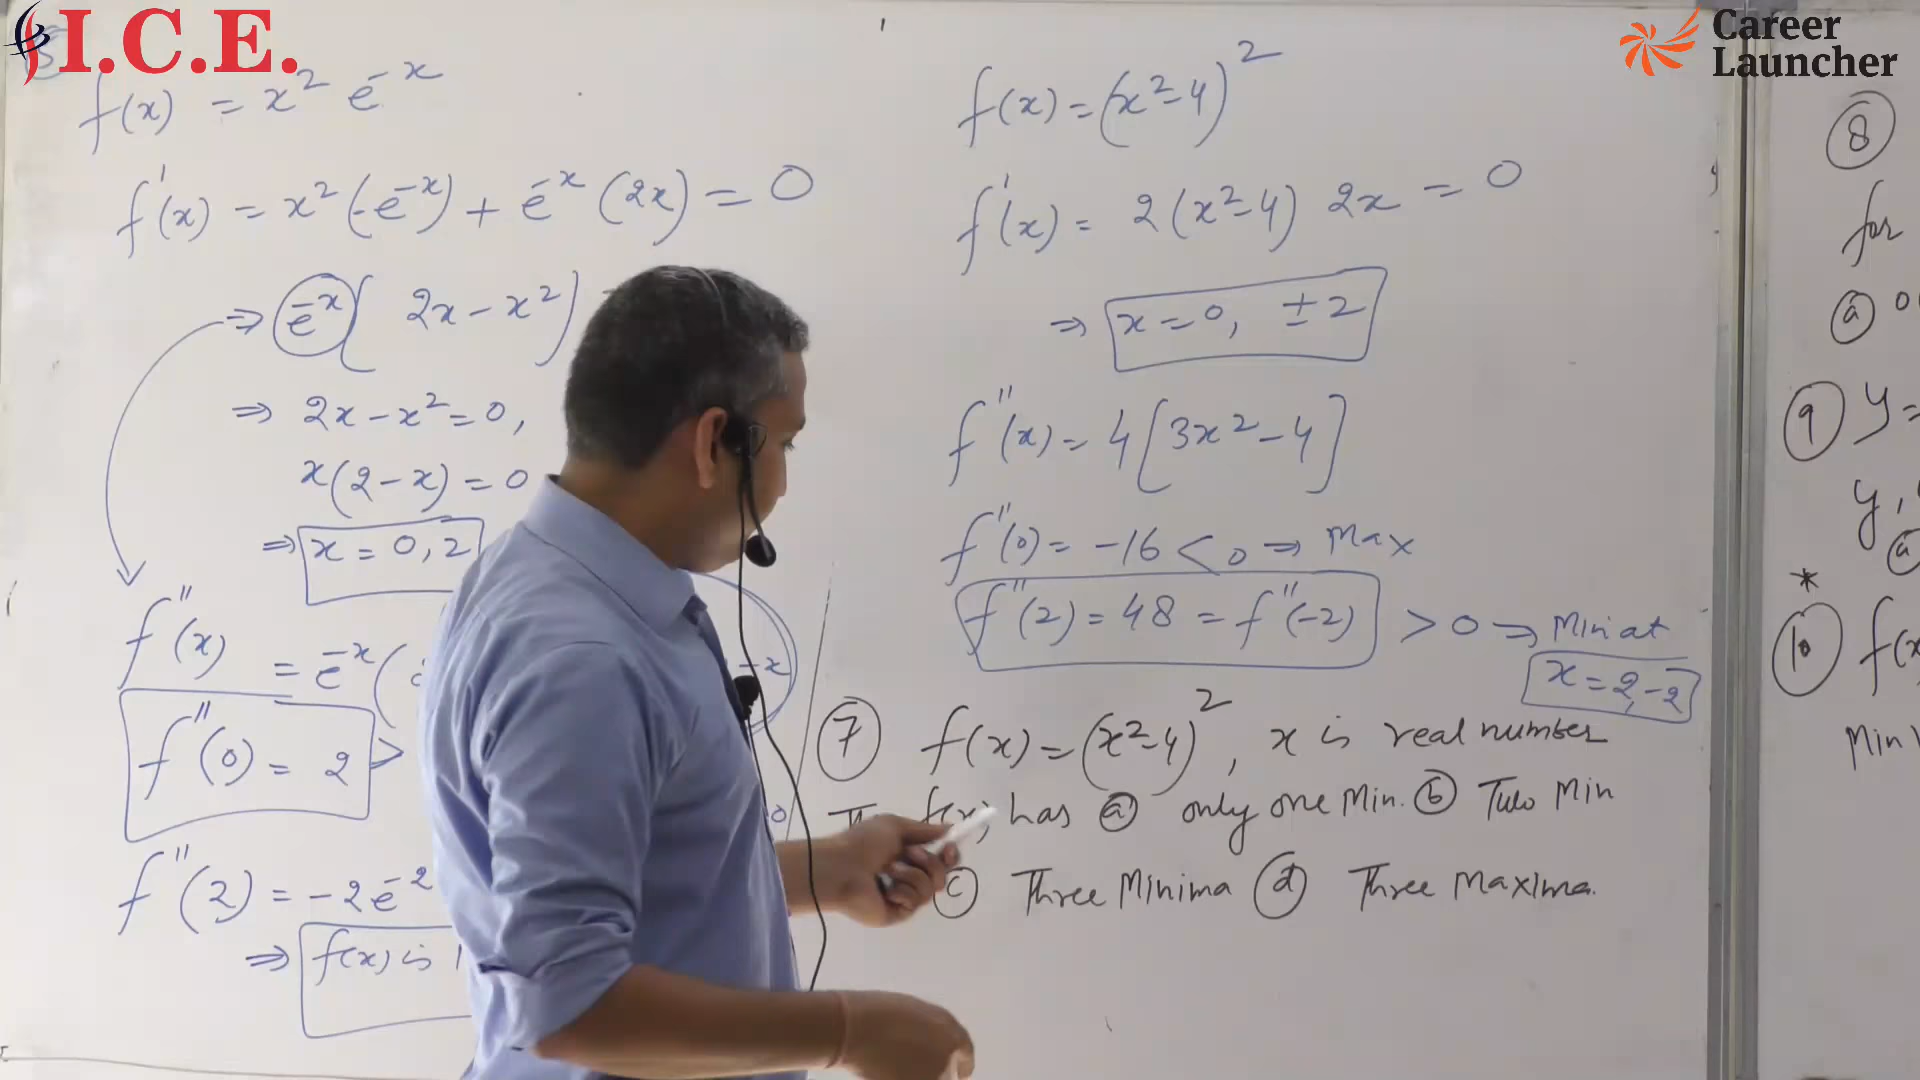 I.C.E.
Career
Launcher
f(x) = x² e⁻ˣ
f'(x) = x²(-e⁻ˣ) + e⁻ˣ(2x) = 0
⇒ e⁻ˣ( 2x - x² )
⇒ 2x - x² = 0,
x(2 - x) = 0
⇒ x = 0, 2
f''(x) = e⁻ˣ(
f''(0) = 2 >
f''(2) = -2e⁻²
⇒ f(x) is
f(x) = (x²-4)²
f'(x) = 2(x²-4) 2x = 0
⇒ x = 0, ±2
f''(x) = 4[3x²-4]
f''(0) = -16 < 0 ⇒ Max
f''(2) = 48 = f''(-2) > 0 ⇒ Min at
x = 2, -2
7 f(x) = (x²-4)², x is real number
f(x) has (a) only one Min. (b) Two Min
(c) Three Minima (d) Three Maxima.
8
for
(a)
9 y =
y,
(a)
*
10 f(x
Min